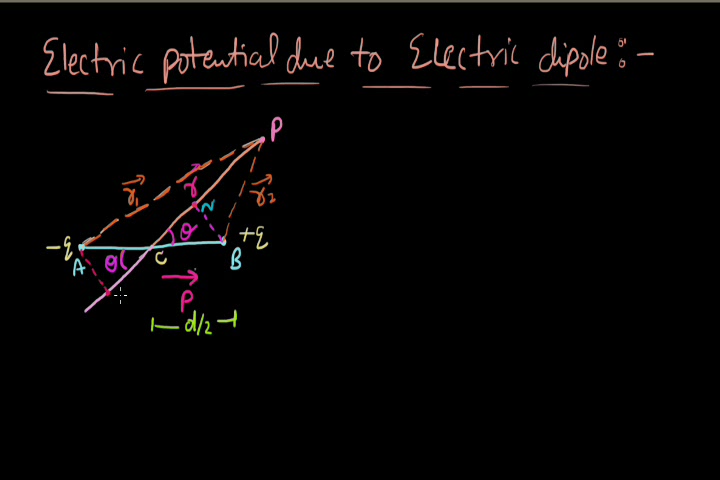 Electric potential due to Electric dipole:-
P
r₁
r
r₂
N
-q
θ
+q
A
θ
C
B
P
d/2